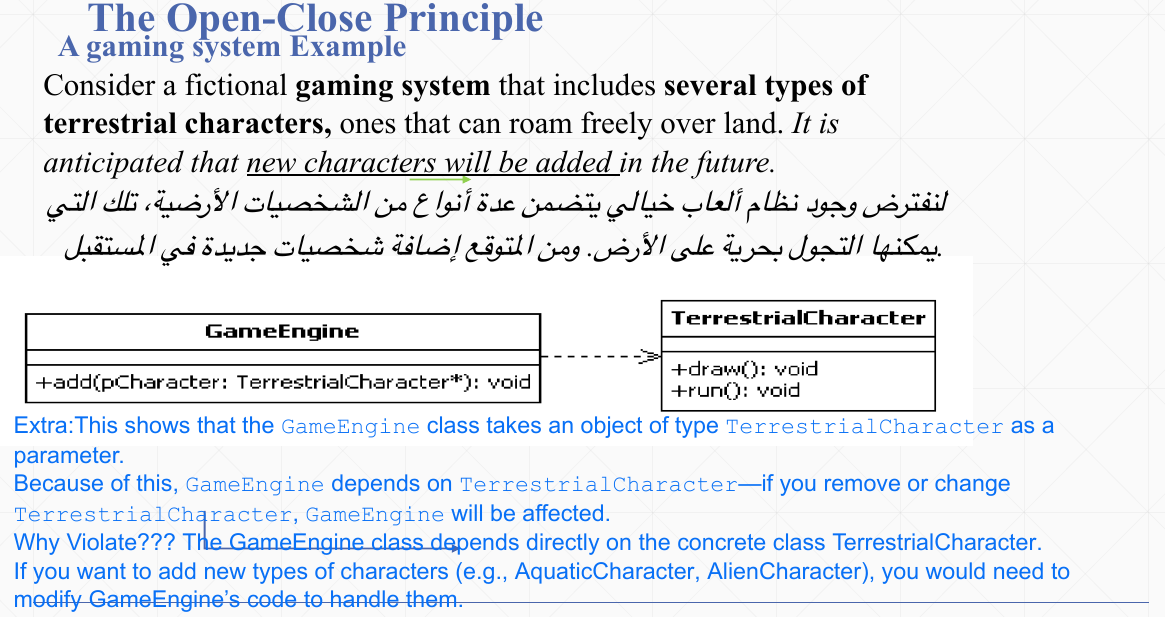 The Open-Close Principle
A gaming system Example
Consider a fictional gaming system that includes several types of
terrestrial characters, ones that can roam freely over land. It is
anticipated that new characters will be added in the future.
لنفترض وجود نظام ألعاب خيالي يتضمن عدة أنواع من الشخصيات الأرضية، تلك التي
يمكنها التجول بحرية على الأرض. ومن المتوقع إضافة شخصيات جديدة في المستقبل.
GameEngine
+add(pCharacter: TerrestrialCharacter*): void
TerrestrialCharacter
+draw(): void
+run(): void
Extra:This shows that the GameEngine class takes an object of type TerrestrialCharacter as a
parameter.
Because of this, GameEngine depends on TerrestrialCharacter—if you remove or change
TerrestrialCharacter, GameEngine will be affected.
Why Violate??? The GameEngine class depends directly on the concrete class TerrestrialCharacter.
If you want to add new types of characters (e.g., AquaticCharacter, AlienCharacter), you would need to
modify GameEngine’s code to handle them.